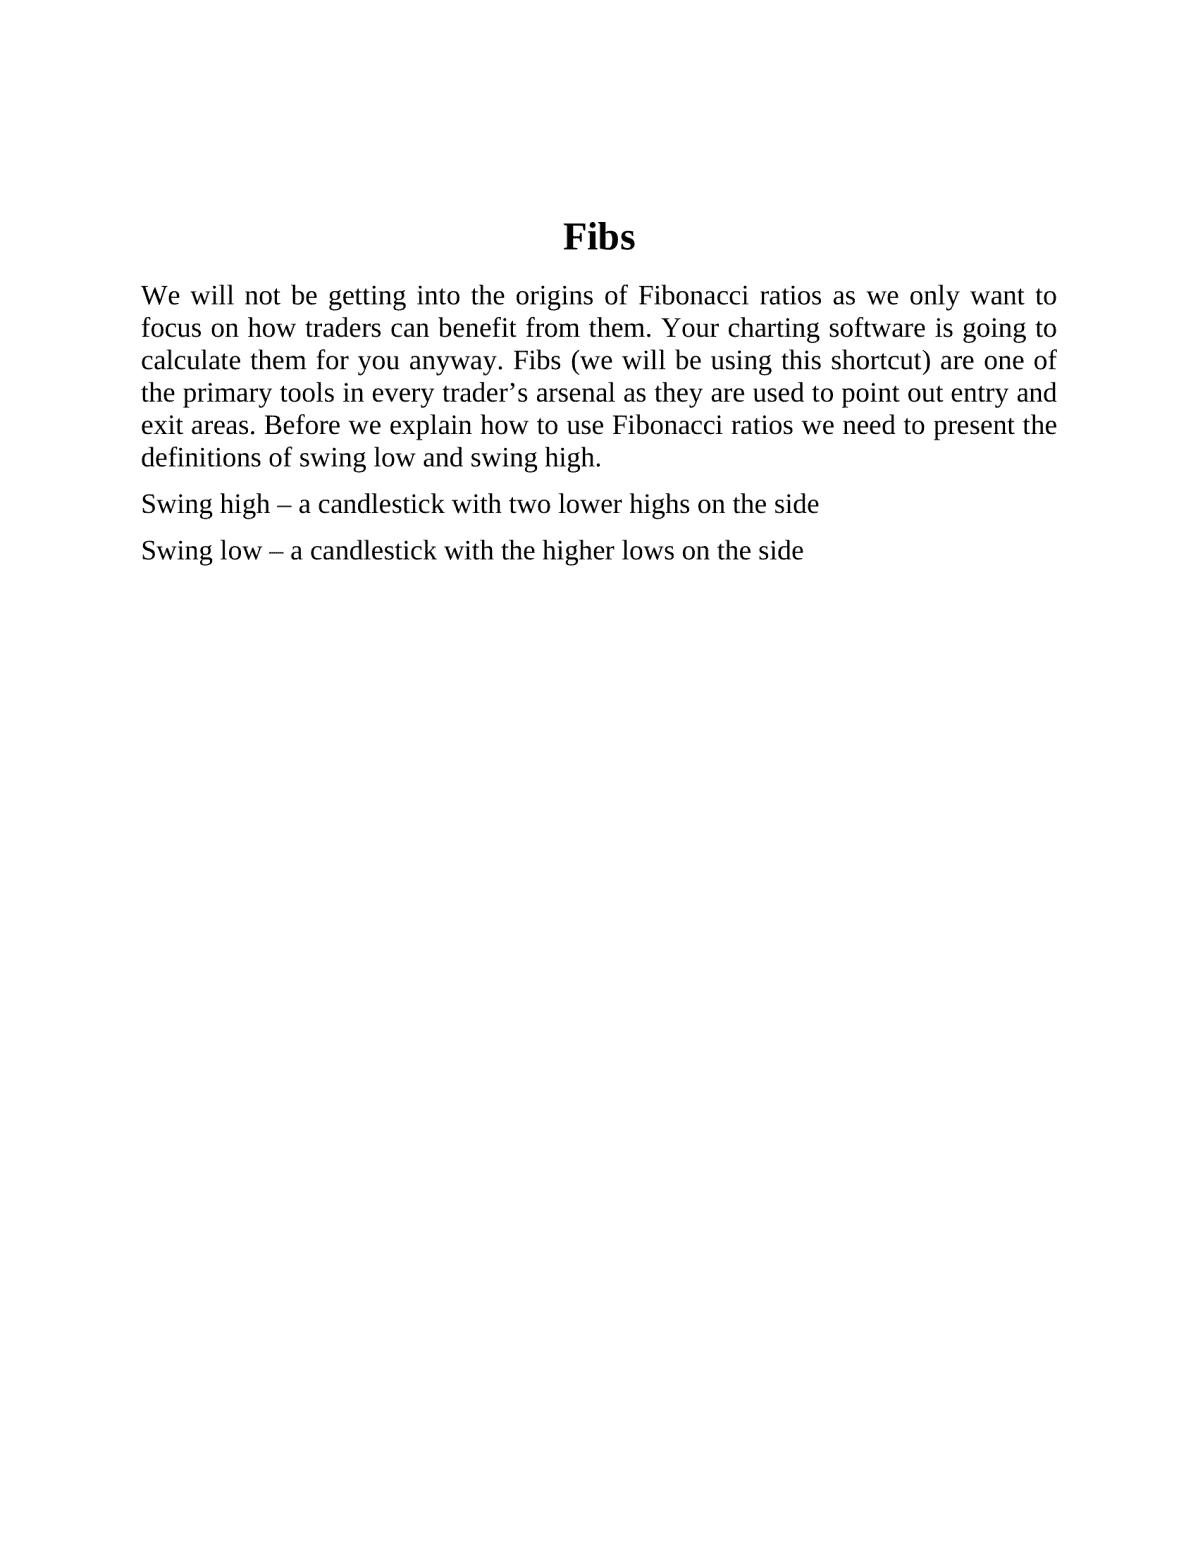 Fibs
We will not be getting into the origins of Fibonacci ratios as we only want to
focus on how traders can benefit from them. Your charting software is going to
calculate them for you anyway. Fibs (we will be using this shortcut) are one of
the primary tools in every trader’s arsenal as they are used to point out entry and
exit areas. Before we explain how to use Fibonacci ratios we need to present the
definitions of swing low and swing high.
Swing high – a candlestick with two lower highs on the side
Swing low – a candlestick with the higher lows on the side